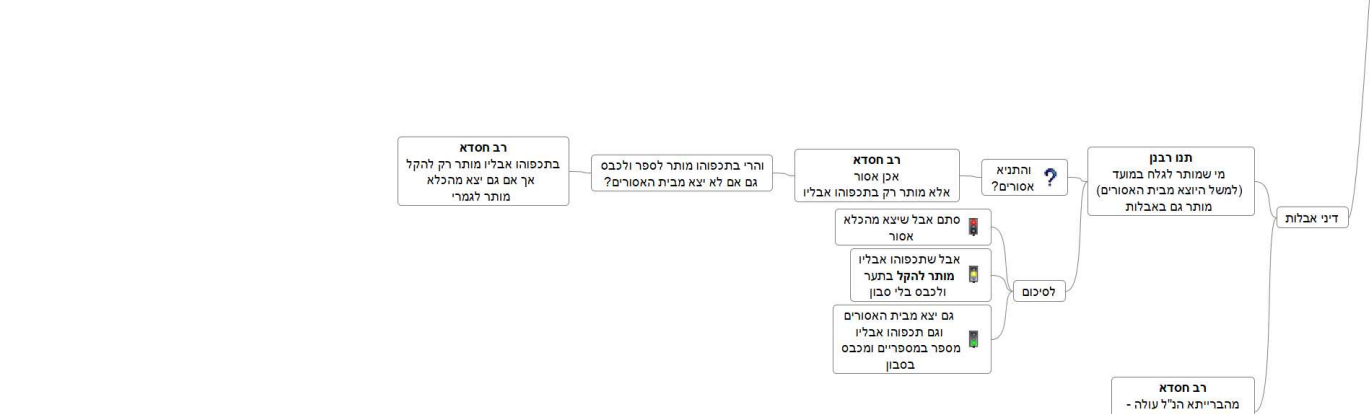 דיני אבלות
תנו רבנן
מי שמותר לגלח במועד
(למשל היוצא מבית האסורים)
מותר גם באבלות
והתניא
אסורים?
רב חסדא
אכן אסור
אלא מותר רק בתכפוהו אבליו
והרי בתכפוהו מותר לספר ולכבס
גם אם לא יצא מבית האסורים?
רב חסדא
בתכפוהו אבליו מותר רק להקל
אך אם גם יצא מהכלא
מותר לגמרי
לסיכום
סתם אבל שיצא מהכלא
אסור
אבל שתכפוהו אבליו
מותר להקל בתער
ולכבס בלי סבון
גם יצא מבית האסורים
וגם תכפוהו אבליו
מספר במספריים ומכבס
בסבון
רב חסדא
מהברייתא הנ"ל עולה -